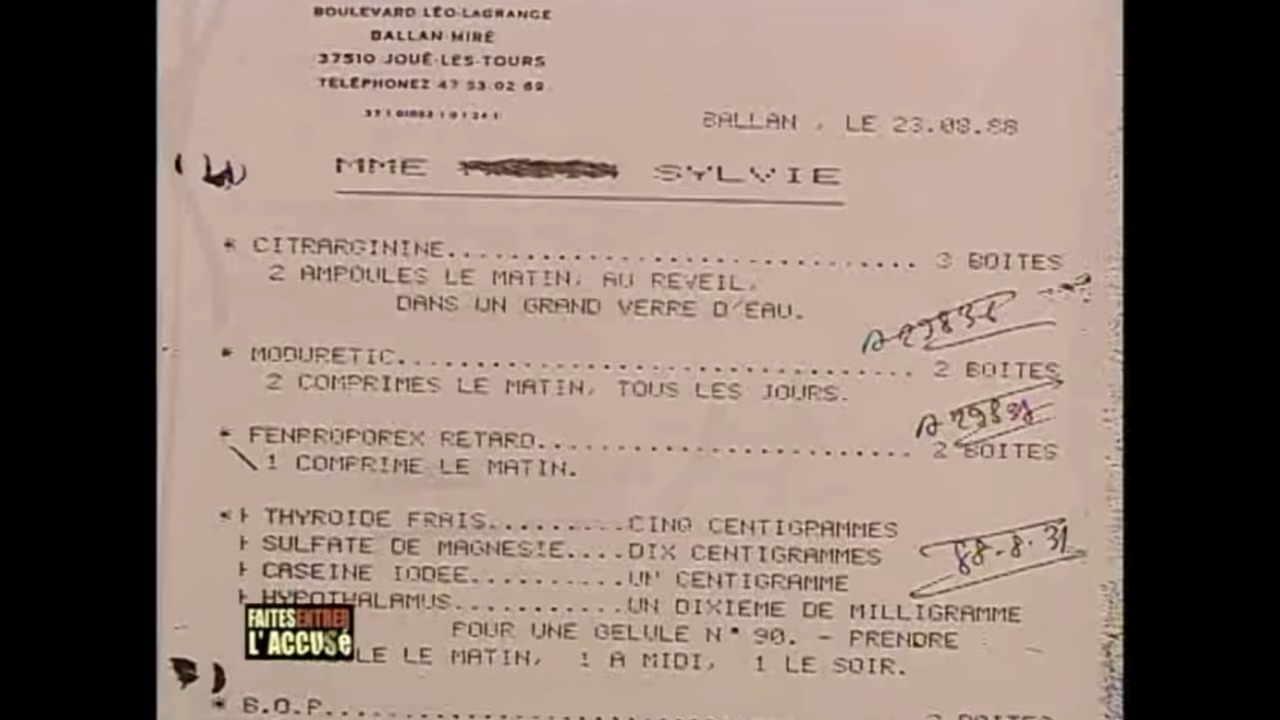 BOULEVARD LÉO-LAGRANGE
BALLAN-MIRÉ
37510 JOUÉ-LES-TOURS
TÉLÉPHONEZ 47 53 02 69
BALLAN , LE 23.08.88
MME SYLVIE
* CITRARGININE.................................. 3 BOITES
2 AMPOULES LE MATIN, AU REVEIL,
DANS UN GRAND VERRE D'EAU.
A 29836
* MODURETIC..................................... 2 BOITES
2 COMPRIMES LE MATIN, TOUS LES JOURS.
* FENPROPOREX RETARD........................... 2 BOITES
1 COMPRIME LE MATIN.
* THYROIDE FRAIS.........CINQ CENTIGRAMMES
SULFATE DE MAGNESIE....DIX CENTIGRAMMES
88-8-31
CASEINE IODEE..........UN CENTIGRAMME
HYPOTHALAMUS...........UN DIXIEME DE MILLIGRAMME
POUR UNE GELULE N° 90. - PRENDRE
LE LE MATIN, 1 A MIDI, 1 LE SOIR.
FAITES ENTRER
L'ACCUSé